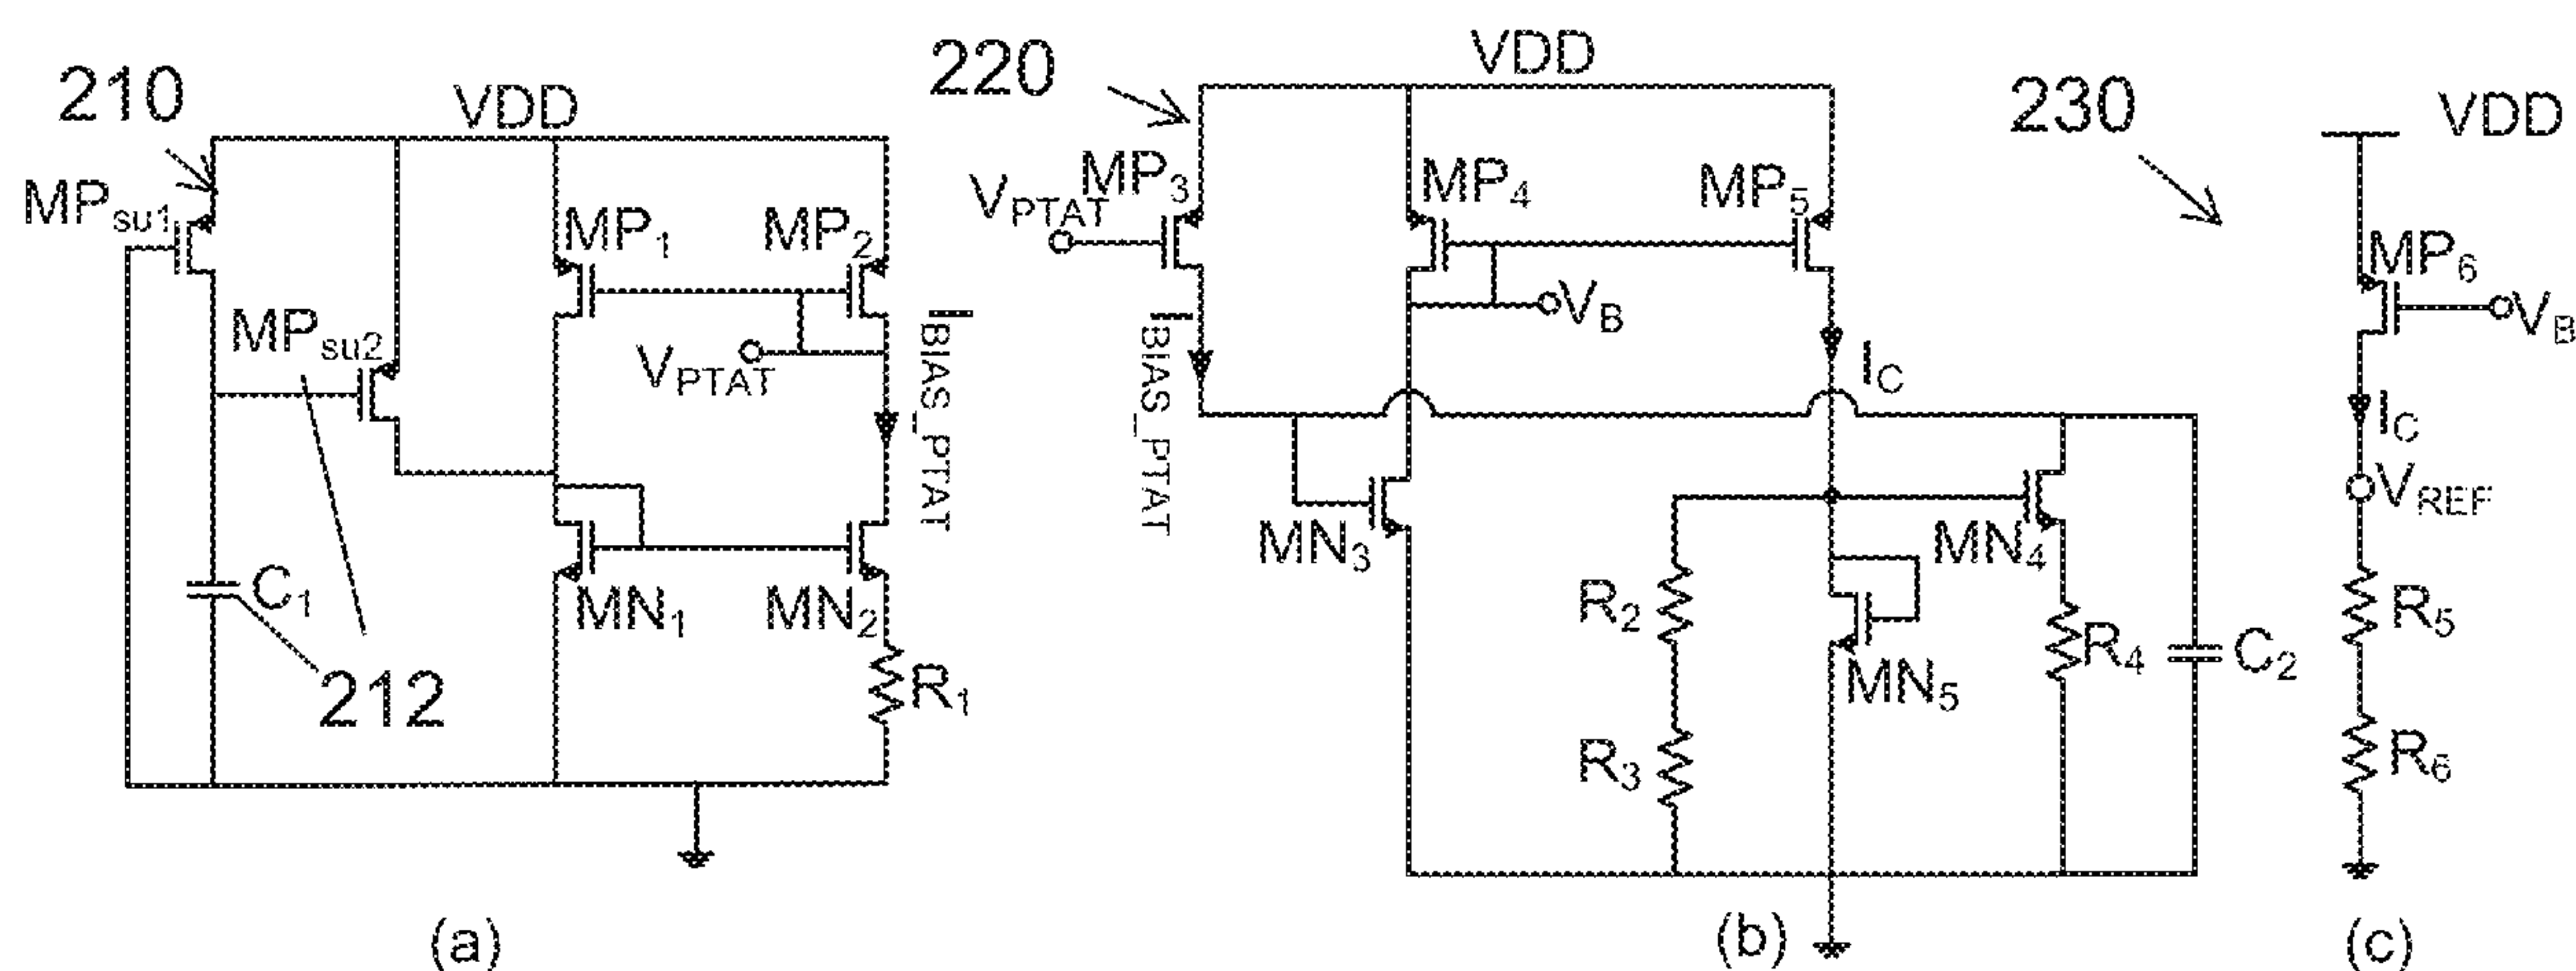 210
VDD
MPsu1
MP1
MP2
MPsu2
VPTAT
IBIAS_PTAT
C1
MN1
MN2
212
R1
(a)
220
VDD
VPTAT
MP3
MP4
MP5
VB
IBIAS_PTAT
IC
MN3
MN4
R2
MN5
R4
C2
R3
(b)
230
VDD
MP6
VB
IC
VREF
R5
R6
(c)